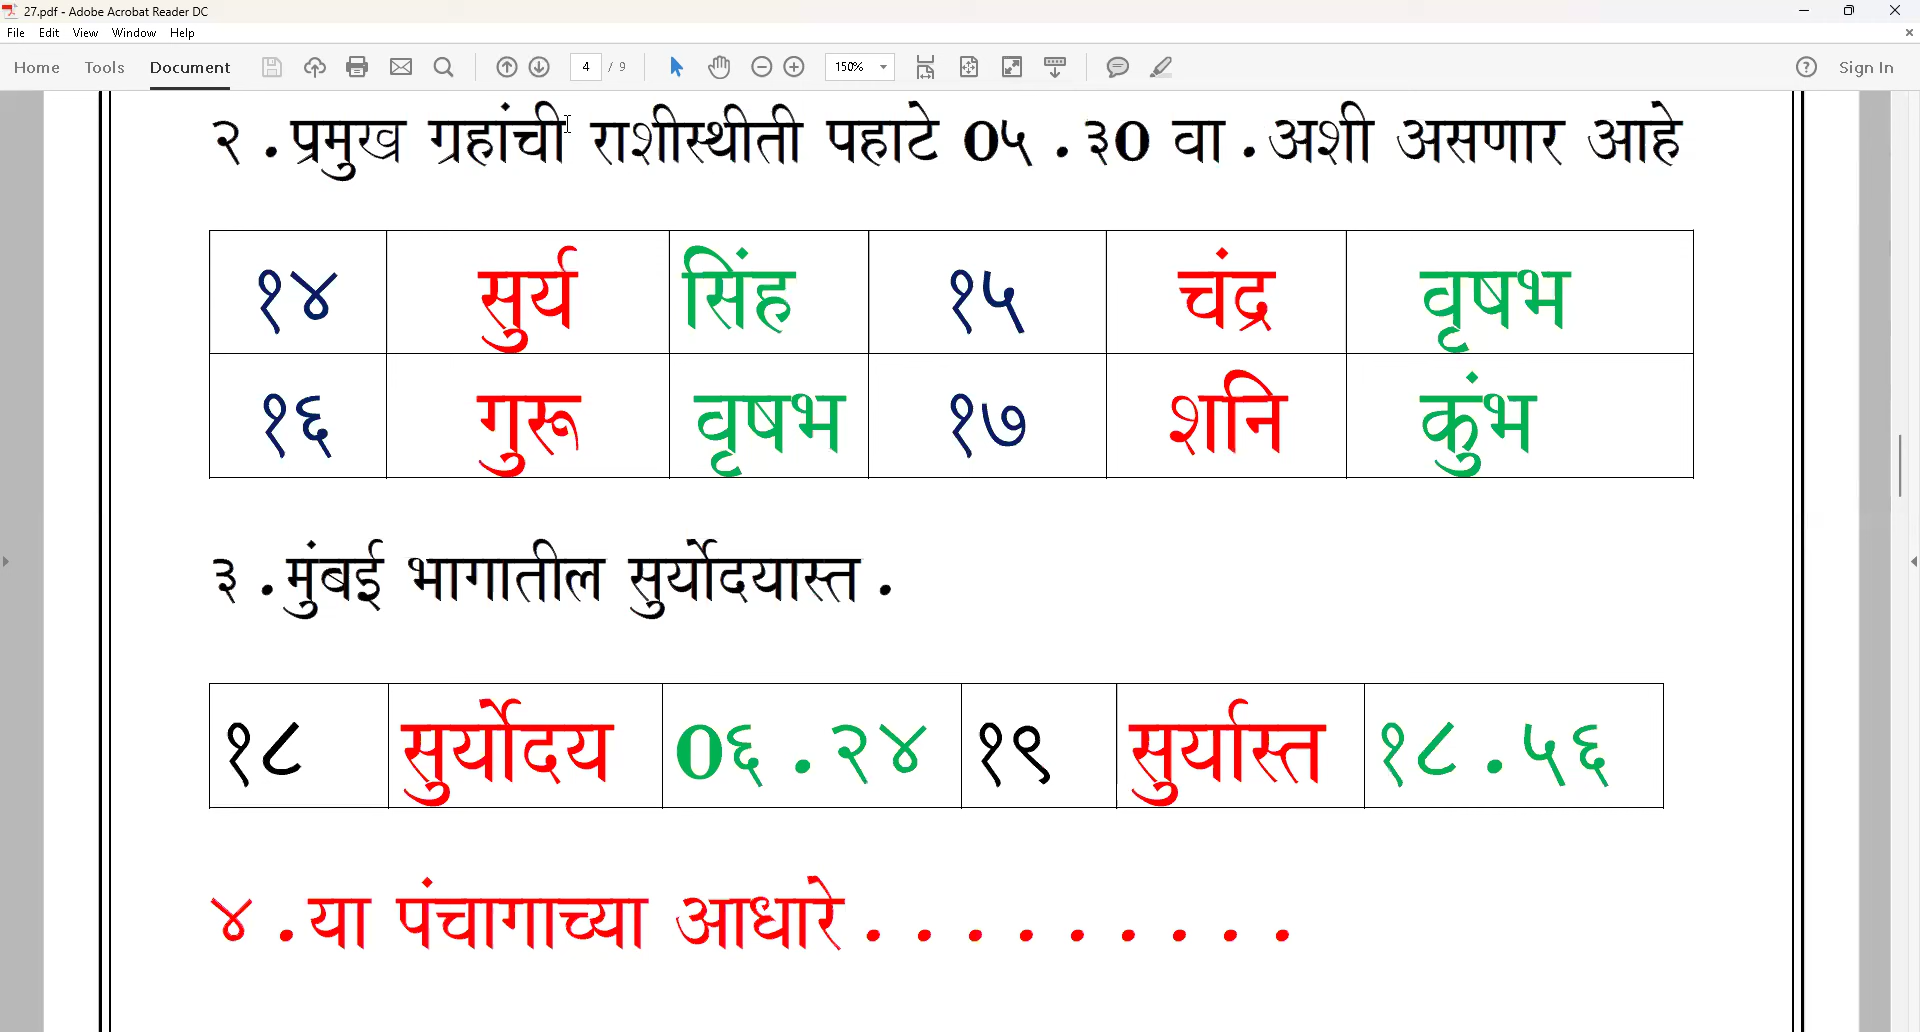 27.pdf - Adobe Acrobat Reader DC
File Edit View Window Help
Home Tools Document 4 / 9 150% Sign In
२ .प्रमुख ग्रहांची राशीस्थीती पहाटे 0५ .३0 वा .अशी असणार आहे
१४ सुर्य सिंह १५ चंद्र वृषभ
१६ गुरू वृषभ १७ शनि कुंभ
३ .मुंबई भागातील सुर्योदयास्त .
१८ सुर्योदय 0६ .२४ १९ सुर्यास्त १८.५६
४ .या पंचागाच्या आधारे . . . . . . . . .